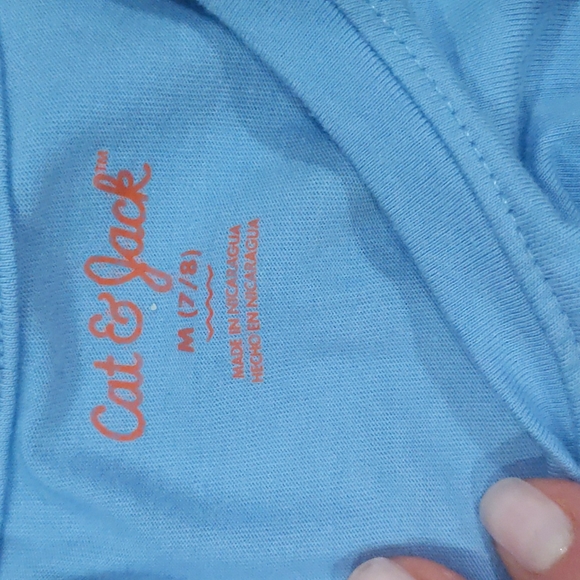 Cat & Jack™
M (7/8)
MADE IN NICARAGUA
HECHO EN NICARAGUA